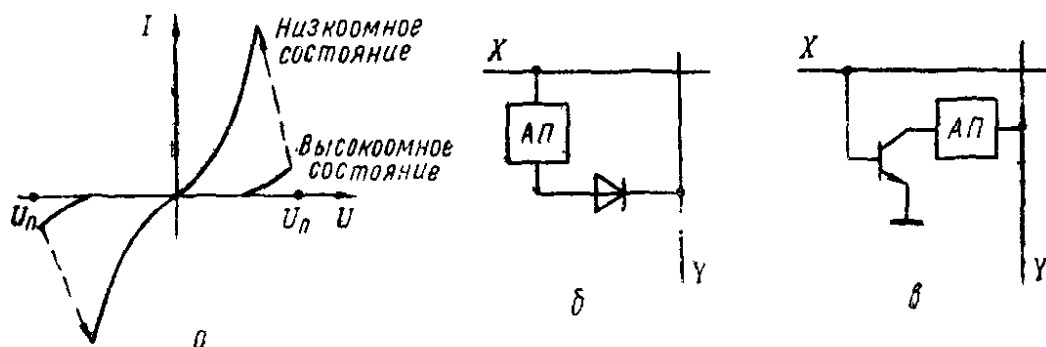 I
Низкоомное
состояние
Высокоомное
состояние
Uп
Uп
U
а
X
АП
Y
б
X
АП
Y
в